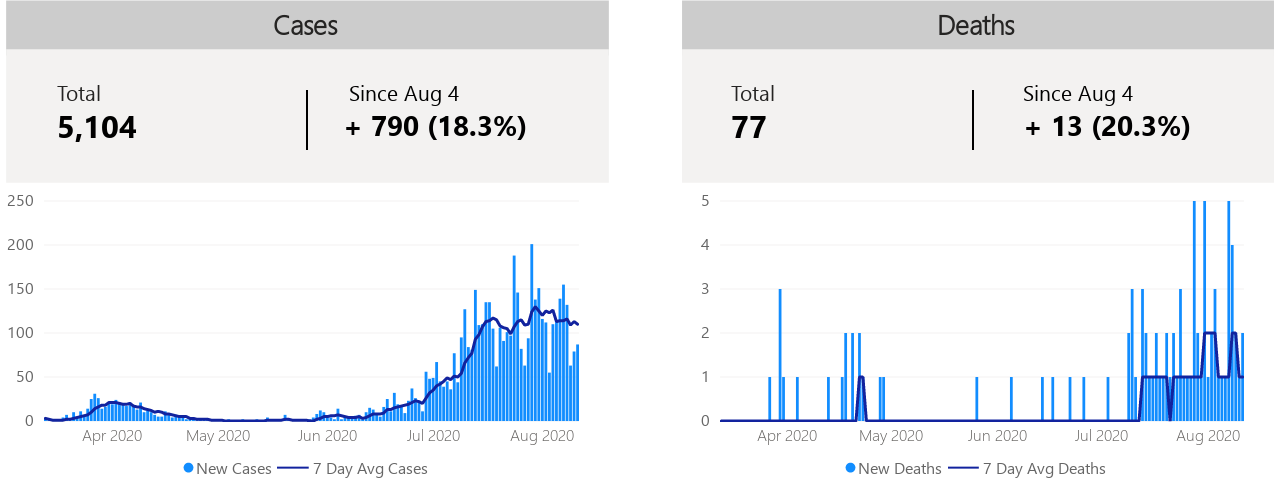 Cases
Total
5,104
Since Aug 4
+ 790 (18.3%)
250
200
150
100
50
0
Apr 2020 May 2020 Jun 2020 Jul 2020 Aug 2020
New Cases 7 Day Avg Cases
Deaths
Total
77
Since Aug 4
+ 13 (20.3%)
5
4
3
2
1
0
Apr 2020 May 2020 Jun 2020 Jul 2020 Aug 2020
New Deaths 7 Day Avg Deaths